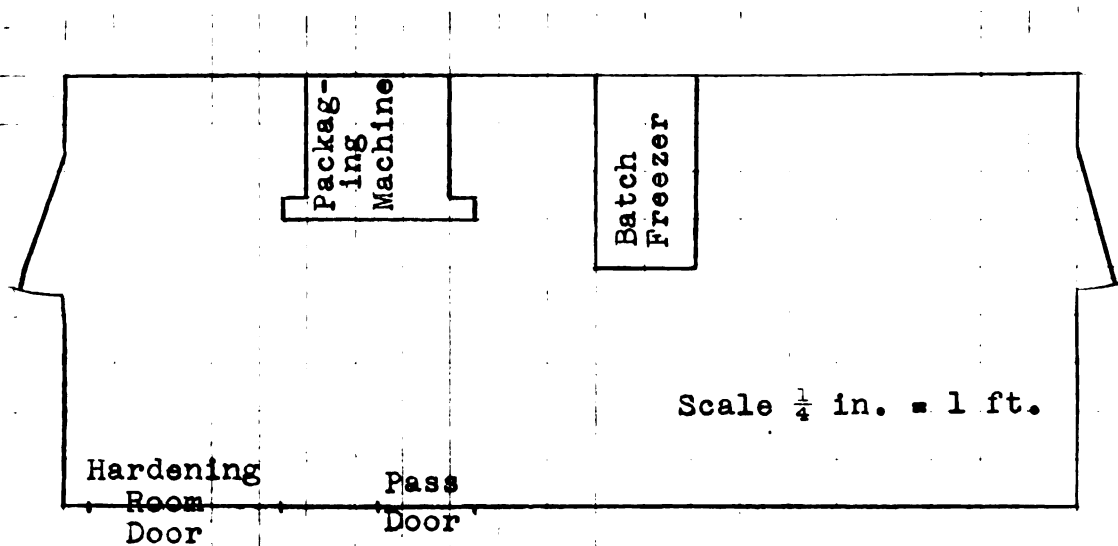 Packag-
ing
Machine
Batch
Freezer
Scale ¼ in. = 1 ft.
Hardening
Room
Door
Pass
Door